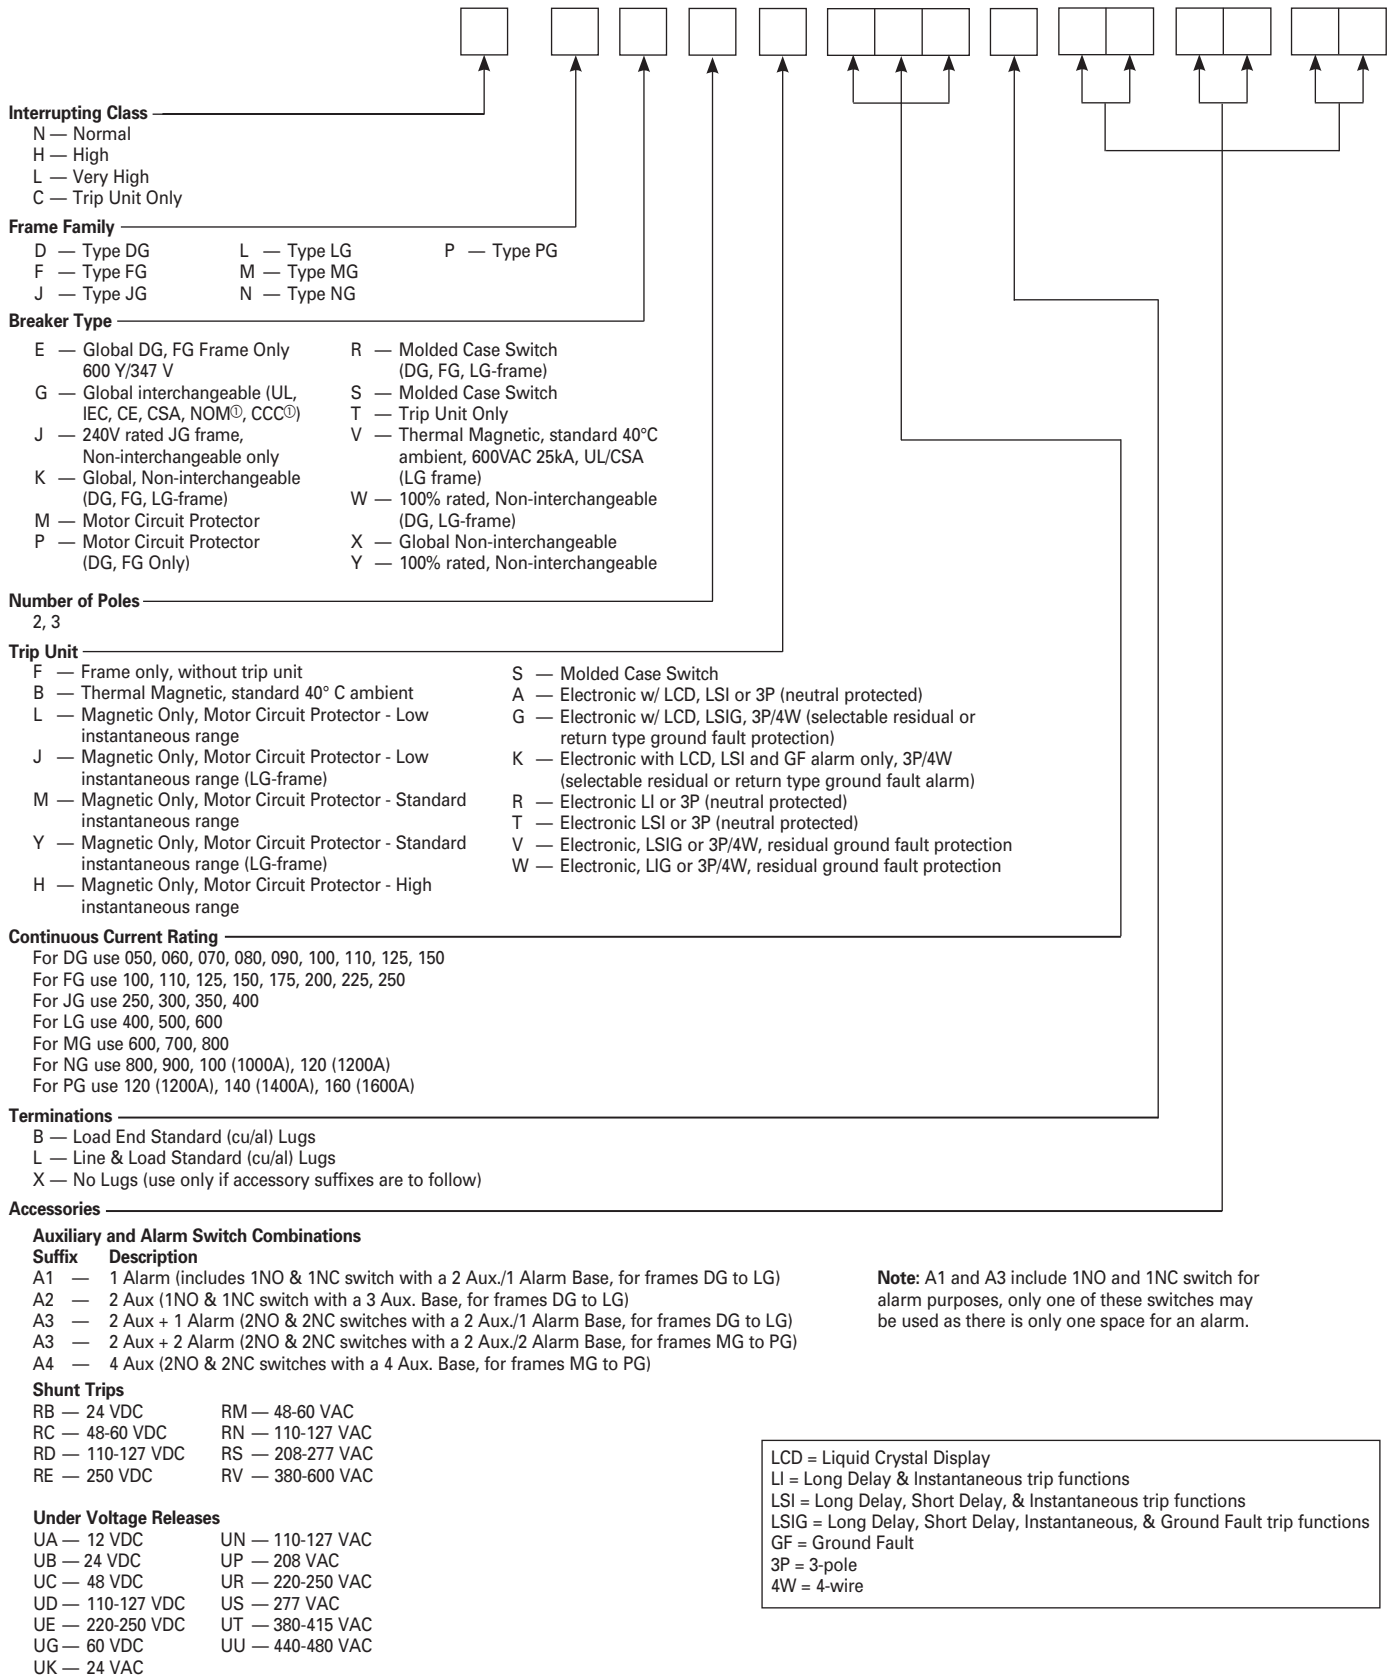 Interrupting Class
N — Normal
H — High
L — Very High
C — Trip Unit Only
Frame Family
D — Type DG L — Type LG P — Type PG
F — Type FG M — Type MG
J — Type JG N — Type NG
Breaker Type
E — Global DG, FG Frame Only
600 Y/347 V
G — Global interchangeable (UL,
IEC, CE, CSA, NOM①, CCC①)
J — 240V rated JG frame,
Non-interchangeable only
K — Global, Non-interchangeable
(DG, FG, LG-frame)
M — Motor Circuit Protector
P — Motor Circuit Protector
(DG, FG Only)
R — Molded Case Switch
(DG, FG, LG-frame)
S — Molded Case Switch
T — Trip Unit Only
V — Thermal Magnetic, standard 40°C
ambient, 600VAC 25kA, UL/CSA
(LG frame)
W — 100% rated, Non-interchangeable
(DG, LG-frame)
X — Global Non-interchangeable
Y — 100% rated, Non-interchangeable
Number of Poles
2, 3
Trip Unit
F — Frame only, without trip unit
B — Thermal Magnetic, standard 40° C ambient
L — Magnetic Only, Motor Circuit Protector - Low
instantaneous range
J — Magnetic Only, Motor Circuit Protector - Low
instantaneous range (LG-frame)
M — Magnetic Only, Motor Circuit Protector - Standard
instantaneous range
Y — Magnetic Only, Motor Circuit Protector - Standard
instantaneous range (LG-frame)
H — Magnetic Only, Motor Circuit Protector - High
instantaneous range
S — Molded Case Switch
A — Electronic w/ LCD, LSI or 3P (neutral protected)
G — Electronic w/ LCD, LSIG, 3P/4W (selectable residual or
return type ground fault protection)
K — Electronic with LCD, LSI and GF alarm only, 3P/4W
(selectable residual or return type ground fault alarm)
R — Electronic LI or 3P (neutral protected)
T — Electronic LSI or 3P (neutral protected)
V — Electronic, LSIG or 3P/4W, residual ground fault protection
W — Electronic, LIG or 3P/4W, residual ground fault protection
Continuous Current Rating
For DG use 050, 060, 070, 080, 090, 100, 110, 125, 150
For FG use 100, 110, 125, 150, 175, 200, 225, 250
For JG use 250, 300, 350, 400
For LG use 400, 500, 600
For MG use 600, 700, 800
For NG use 800, 900, 100 (1000A), 120 (1200A)
For PG use 120 (1200A), 140 (1400A), 160 (1600A)
Terminations
B — Load End Standard (cu/al) Lugs
L — Line & Load Standard (cu/al) Lugs
X — No Lugs (use only if accessory suffixes are to follow)
Accessories
Auxiliary and Alarm Switch Combinations
Suffix Description
A1 — 1 Alarm (includes 1NO & 1NC switch with a 2 Aux./1 Alarm Base, for frames DG to LG)
A2 — 2 Aux (1NO & 1NC switch with a 3 Aux. Base, for frames DG to LG)
A3 — 2 Aux + 1 Alarm (2NO & 2NC switches with a 2 Aux./1 Alarm Base, for frames DG to LG)
A3 — 2 Aux + 2 Alarm (2NO & 2NC switches with a 2 Aux./2 Alarm Base, for frames MG to PG)
A4 — 4 Aux (2NO & 2NC switches with a 4 Aux. Base, for frames MG to PG)
Note: A1 and A3 include 1NO and 1NC switch for
alarm purposes, only one of these switches may
be used as there is only one space for an alarm.
Shunt Trips
RB — 24 VDC RM — 48-60 VAC
RC — 48-60 VDC RN — 110-127 VAC
RD — 110-127 VDC RS — 208-277 VAC
RE — 250 VDC RV — 380-600 VAC
Under Voltage Releases
UA — 12 VDC UN — 110-127 VAC
UB — 24 VDC UP — 208 VAC
UC — 48 VDC UR — 220-250 VAC
UD — 110-127 VDC US — 277 VAC
UE — 220-250 VDC UT — 380-415 VAC
UG — 60 VDC UU — 440-480 VAC
UK — 24 VAC
LCD = Liquid Crystal Display
LI = Long Delay & Instantaneous trip functions
LSI = Long Delay, Short Delay, & Instantaneous trip functions
LSIG = Long Delay, Short Delay, Instantaneous, & Ground Fault trip functions
GF = Ground Fault
3P = 3-pole
4W = 4-wire